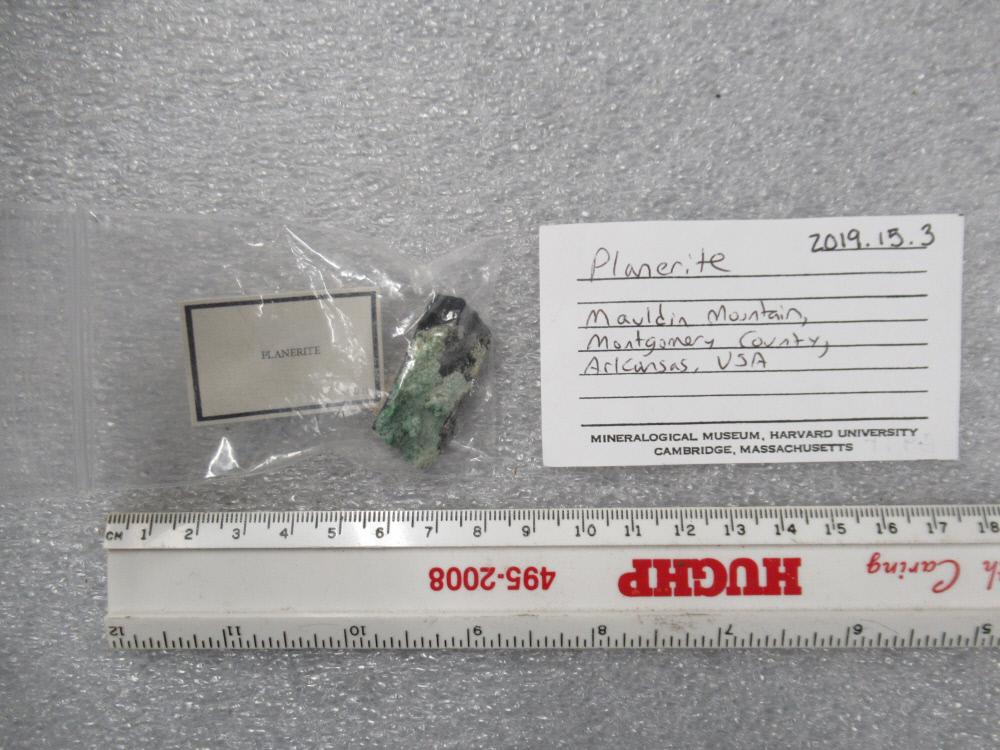 PLANERITE
2019.15.3
Planerite
Mauldin Mountain,
Montgomery County,
Arkansas, USA
MINERALOGICAL MUSEUM, HARVARD UNIVERSITY
CAMBRIDGE, MASSACHUSETTS
CM 1 2 3 4 5 6 7 8 9 10 11 12 13 14 15 16 17 18
495-2008 HUGHP
Caring
12 11 10 9 8 7 6 5